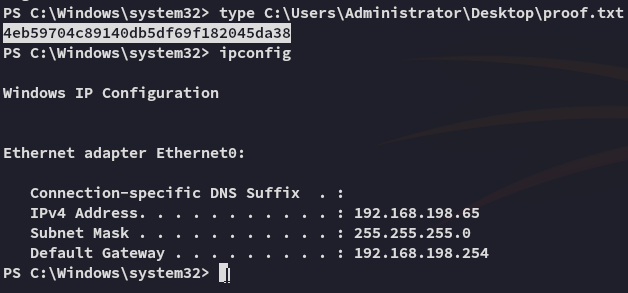 PS C:\Windows\system32> type C:\Users\Administrator\Desktop\proof.txt
4eb59704c89140db5df69f182045da38
PS C:\Windows\system32> ipconfig
Windows IP Configuration
Ethernet adapter Ethernet0:
   Connection-specific DNS Suffix  . :
   IPv4 Address. . . . . . . . . . . : 192.168.198.65
   Subnet Mask . . . . . . . . . . . : 255.255.255.0
   Default Gateway . . . . . . . . . : 192.168.198.254
PS C:\Windows\system32>